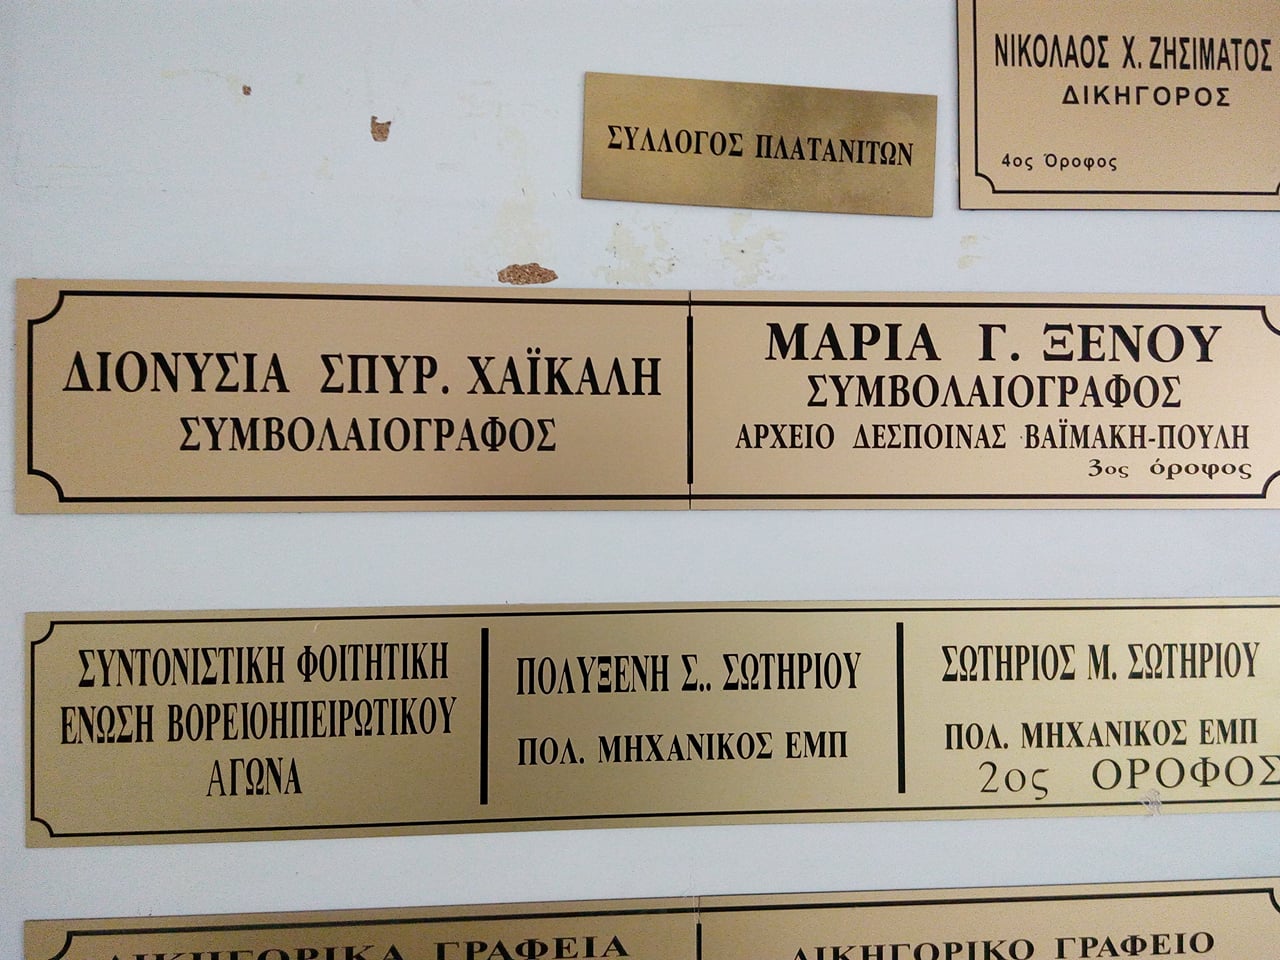 ΝΙΚΟΛΑΟΣ Χ. ΖΗΣΙΜΑΤΟΣ
ΔΙΚΗΓΟΡΟΣ
4ος Όροφος
ΣΥΛΛΟΓΟΣ ΠΛΑΤΑΝΙΤΩΝ
ΔΙΟΝΥΣΙΑ ΣΠΥΡ. ΧΑΪΚΑΛΗ
ΣΥΜΒΟΛΑΙΟΓΡΑΦΟΣ
ΜΑΡΙΑ Γ. ΞΕΝΟΥ
ΣΥΜΒΟΛΑΙΟΓΡΑΦΟΣ
ΑΡΧΕΙΟ ΔΕΣΠΟΙΝΑΣ ΒΑΪΜΑΚΗ-ΠΟΥΛΗ
3ος όροφος
ΣΥΝΤΟΝΙΣΤΙΚΗ ΦΟΙΤΗΤΙΚΗ
ΕΝΩΣΗ ΒΟΡΕΙΟΗΠΕΙΡΩΤΙΚΟΥ
ΑΓΩΝΑ
ΠΟΛΥΞΕΝΗ Σ.. ΣΩΤΗΡΙΟΥ
ΠΟΛ. ΜΗΧΑΝΙΚΟΣ ΕΜΠ
ΣΩΤΗΡΙΟΣ Μ. ΣΩΤΗΡΙΟΥ
ΠΟΛ. ΜΗΧΑΝΙΚΟΣ ΕΜΠ
2ος ΟΡΟΦΟΣ
ΔΙΚΗΓΟΡΙΚΑ ΓΡΑΦΕΙΑ
ΔΙΚΗΓΟΡΙΚΟ ΓΡΑΦΕΙΟ